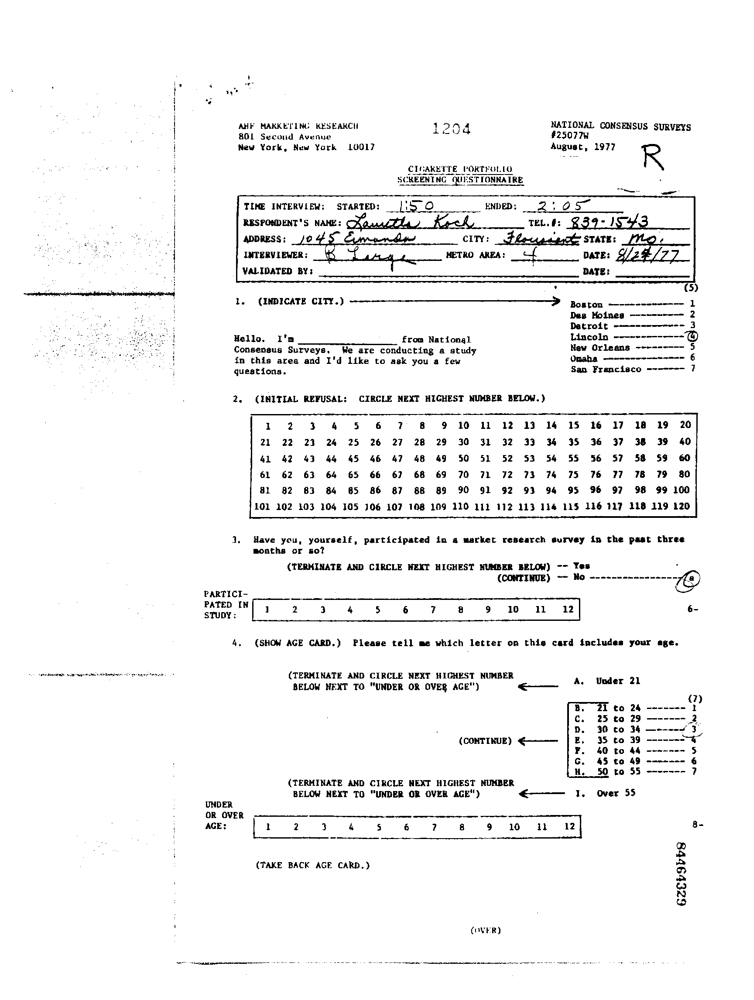 AHF MARKETING RESEARCH 1204 NATIONAL CONSENSUS SURVEYS
801 Second Avenue #25077W
New York, New York 10017 August, 1977 R
CIGARETTE PORTFOLIO
SCREENING QUESTIONNAIRE
TIME INTERVIEW: STARTED: 1:50 ENDED: 2:05
RESPONDENT'S NAME: Koch TEL.#: 839-1543
ADDRESS: 1045 CITY: STATE: Mo.
INTERVIEWER: B Large METRO AREA: 4 DATE: 8/24/77
VALIDATED BY: DATE:
(5)
1. (INDICATE CITY.) Boston 1
Des Moines 2
Detroit 3
Hello. I'm from National Lincoln 4
Consensus Surveys. We are conducting a study New Orleans 5
in this area and I'd like to ask you a few Omaha 6
questions. San Francisco 7
2. (INITIAL REFUSAL: CIRCLE NEXT HIGHEST NUMBER BELOW.)
1 2 3 4 5 6 7 8 9 10 11 12 13 14 15 16 17 18 19 20
21 22 23 24 25 26 27 28 29 30 31 32 33 34 35 36 37 38 39 40
41 42 43 44 45 46 47 48 49 50 51 52 53 54 55 56 57 58 59 60
61 62 63 64 65 66 67 68 69 70 71 72 73 74 75 76 77 78 79 80
81 82 83 84 85 86 87 88 89 90 91 92 93 94 95 96 97 98 99 100
101 102 103 104 105 106 107 108 109 110 111 112 113 114 115 116 117 118 119 120
3. Have you, yourself, participated in a market research survey in the past three
months or so?
(TERMINATE AND CIRCLE NEXT HIGHEST NUMBER BELOW) -- Yes
(CONTINUE) -- No
PARTICI-
PATED IN 1 2 3 4 5 6 7 8 9 10 11 12 6-
STUDY:
4. (SHOW AGE CARD.) Please tell me which letter on this card includes your age.
(TERMINATE AND CIRCLE NEXT HIGHEST NUMBER
BELOW NEXT TO "UNDER OR OVER AGE") A. Under 21
(7)
B. 21 to 24 1
C. 25 to 29 2
D. 30 to 34 3
(CONTINUE) E. 35 to 39 4
F. 40 to 44 5
G. 45 to 49 6
H. 50 to 55 7
(TERMINATE AND CIRCLE NEXT HIGHEST NUMBER
BELOW NEXT TO "UNDER OR OVER AGE") I. Over 55
UNDER
OR OVER
AGE: 1 2 3 4 5 6 7 8 9 10 11 12 8-
(TAKE BACK AGE CARD.)
84464329
(OVER)